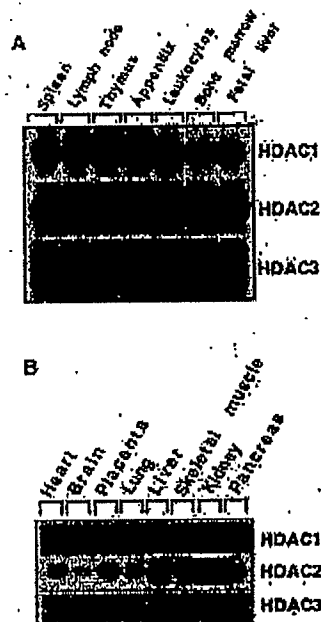 A
Spleen
Lymph node
Thymus
Appendix
Leukocytes
Bone marrow
Fetal liver
HDAC1
HDAC2
HDAC3
B
Heart
Brain
Placenta
Lung
Liver
Skeletal muscle
Kidney
Pancreas
HDAC1
HDAC2
HDAC3